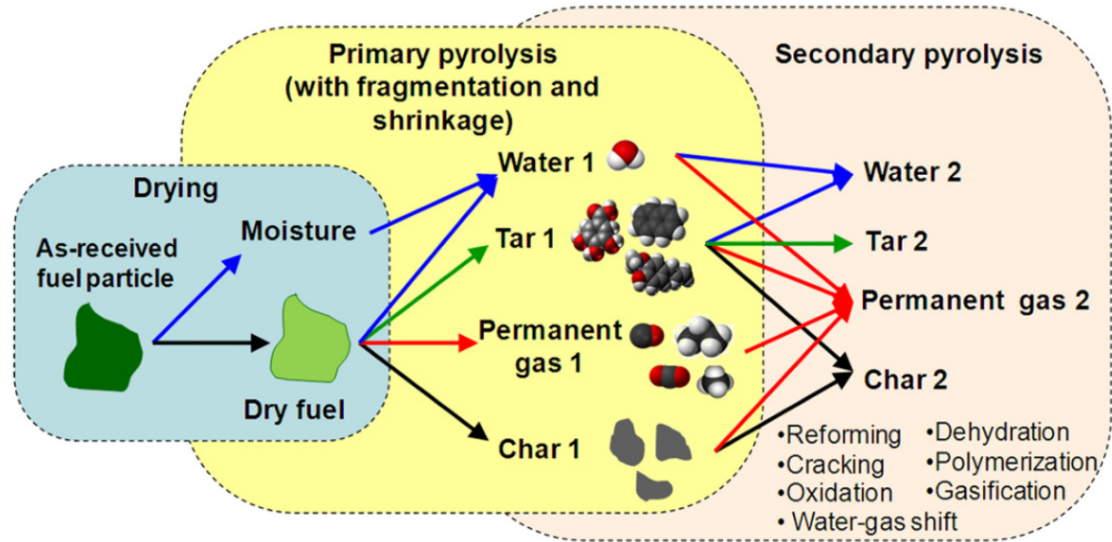 Drying
As-received
fuel particle
Moisture
Dry fuel
Primary pyrolysis
(with fragmentation and
shrinkage)
Water 1
Tar 1
Permanent
gas 1
Char 1
Secondary pyrolysis
Water 2
Tar 2
Permanent gas 2
Char 2
•Reforming
•Cracking
•Oxidation
• Water-gas shift
•Dehydration
•Polymerization
•Gasification